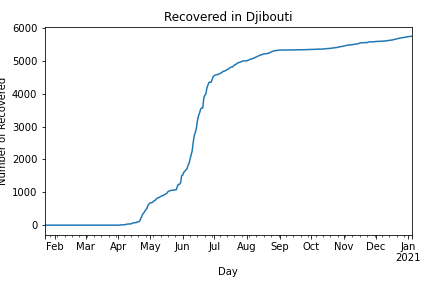 Recovered in Djibouti
6000
5000
4000
3000
2000
1000
0
Number of Recovered
Feb Mar Apr May Jun Jul Aug Sep Oct Nov Dec Jan
2021
Day